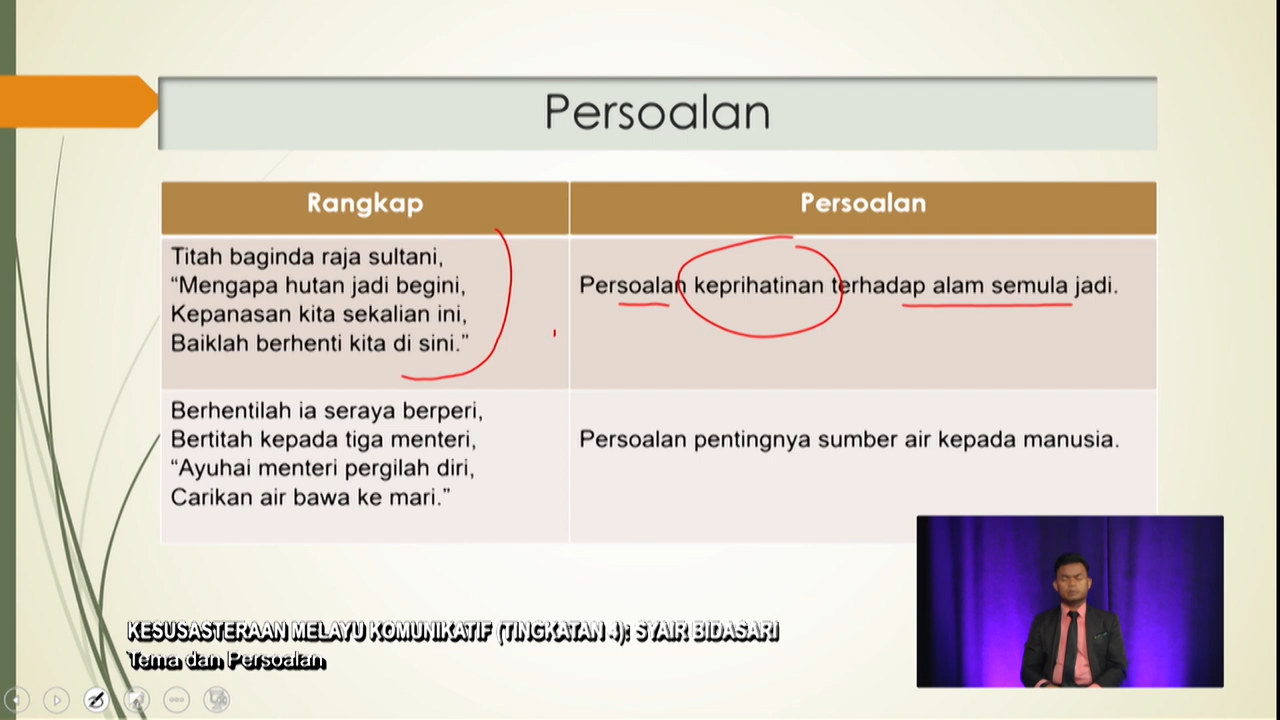 Persoalan
Rangkap
Persoalan
Titah baginda raja sultani,
“Mengapa hutan jadi begini,
Kepanasan kita sekalian ini,
Baiklah berhenti kita di sini.”
Persoalan keprihatinan terhadap alam semula jadi.
Berhentilah ia seraya berperi,
Bertitah kepada tiga menteri,
“Ayuhai menteri pergilah diri,
Carikan air bawa ke mari.”
Persoalan pentingnya sumber air kepada manusia.
KESUSASTERAAN MELAYU KOMUNIKATIF (TINGKATAN 4): SYAIR BIDASARI
Tema dan Persoalan